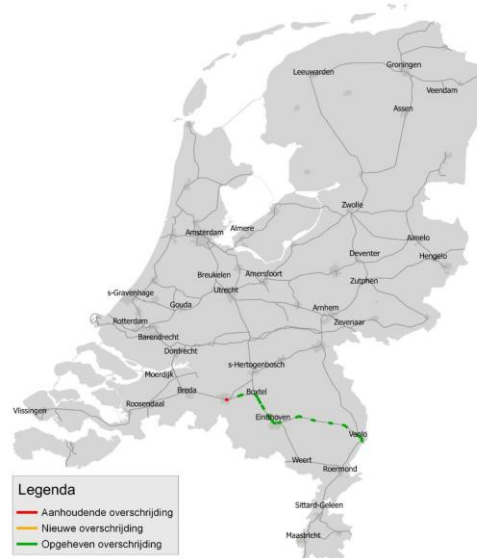 Groningen
Leeuwarden
Veendam
Assen
Zwolle
Almelo
Amsterdam
Almere
Deventer
Hengelo
Breukelen
Amersfoort
Zutphen
s-Gravenhage
Utrecht
Gouda
Arnhem
Rotterdam
Zevenaar
Barendrecht
Dordrecht
s-Hertogenbosch
Moerdijk
Breda
Boxtel
Roosendaal
Vlissingen
Eindhoven
Venlo
Weert
Roermond
Sittard-Geleen
Maastricht
Legenda
Aanhoudende overschrijding
Nieuwe overschrijding
Opgeheven overschrijding